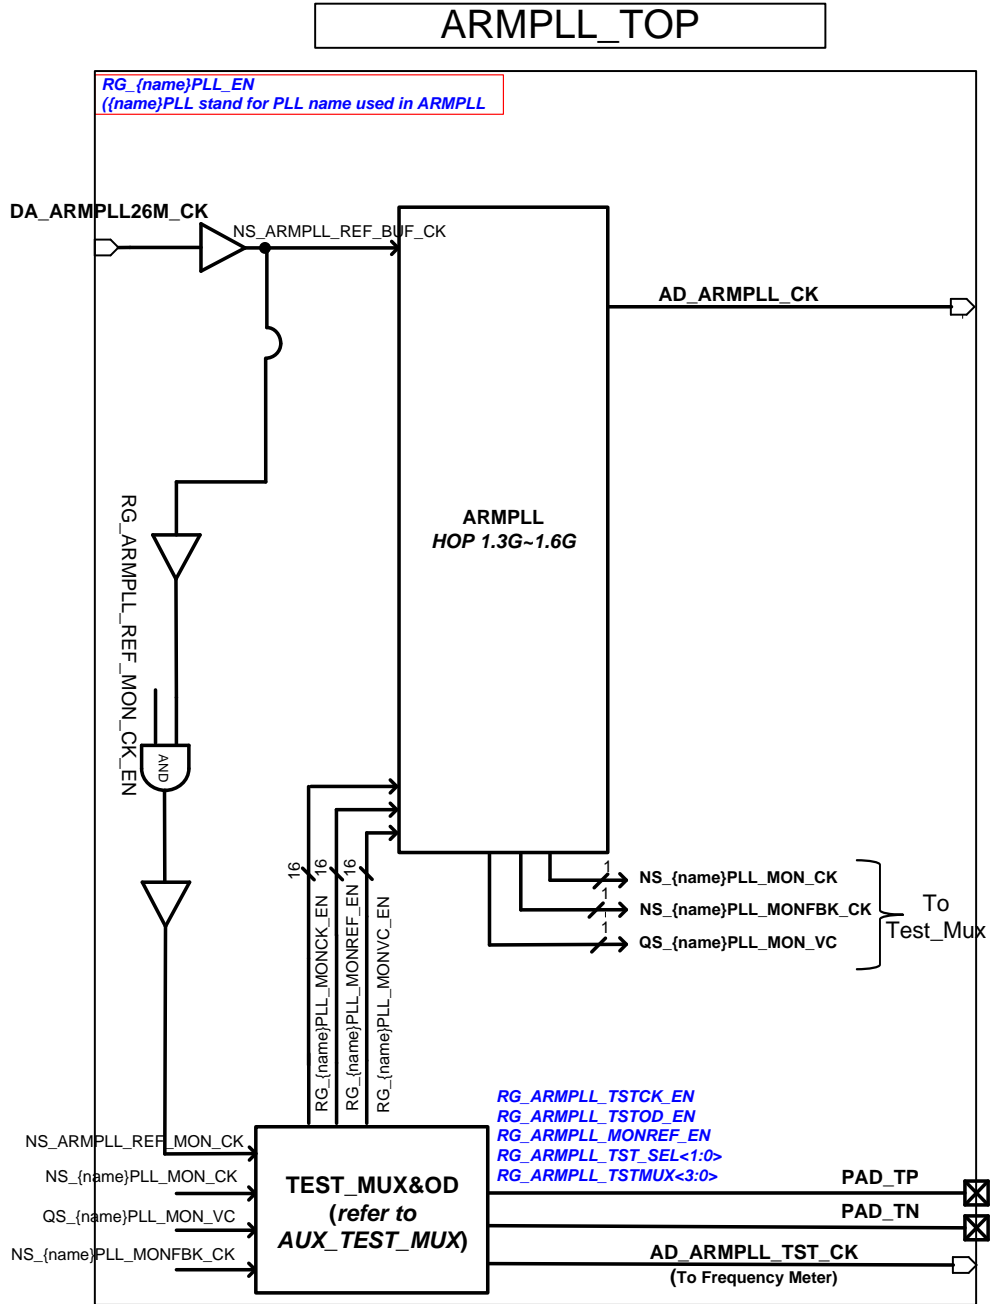 ARMPLL_TOP
RG_{name}PLL_EN
({name}PLL stand for PLL name used in ARMPLL
DA_ARMPLL26M_CK
NS_ARMPLL_REF_BUF_CK
AD_ARMPLL_CK
ARMPLL
HOP 1.3G~1.6G
RG_ARMPLL_REF_MON_CK_EN
AND
16
16
16
RG_{name}PLL_MONCK_EN
RG_{name}PLL_MONREF_EN
RG_{name}PLL_MONVC_EN
1
NS_{name}PLL_MON_CK
1
NS_{name}PLL_MONFBK_CK
1
QS_{name}PLL_MON_VC
To
Test_Mux
RG_ARMPLL_TSTCK_EN
RG_ARMPLL_TSTOD_EN
RG_ARMPLL_MONREF_EN
RG_ARMPLL_TST_SEL<1:0>
RG_ARMPLL_TSTMUX<3:0>
NS_ARMPLL_REF_MON_CK
NS_{name}PLL_MON_CK
QS_{name}PLL_MON_VC
NS_{name}PLL_MONFBK_CK
TEST_MUX&OD
(refer to
AUX_TEST_MUX)
PAD_TP
PAD_TN
AD_ARMPLL_TST_CK
(To Frequency Meter)